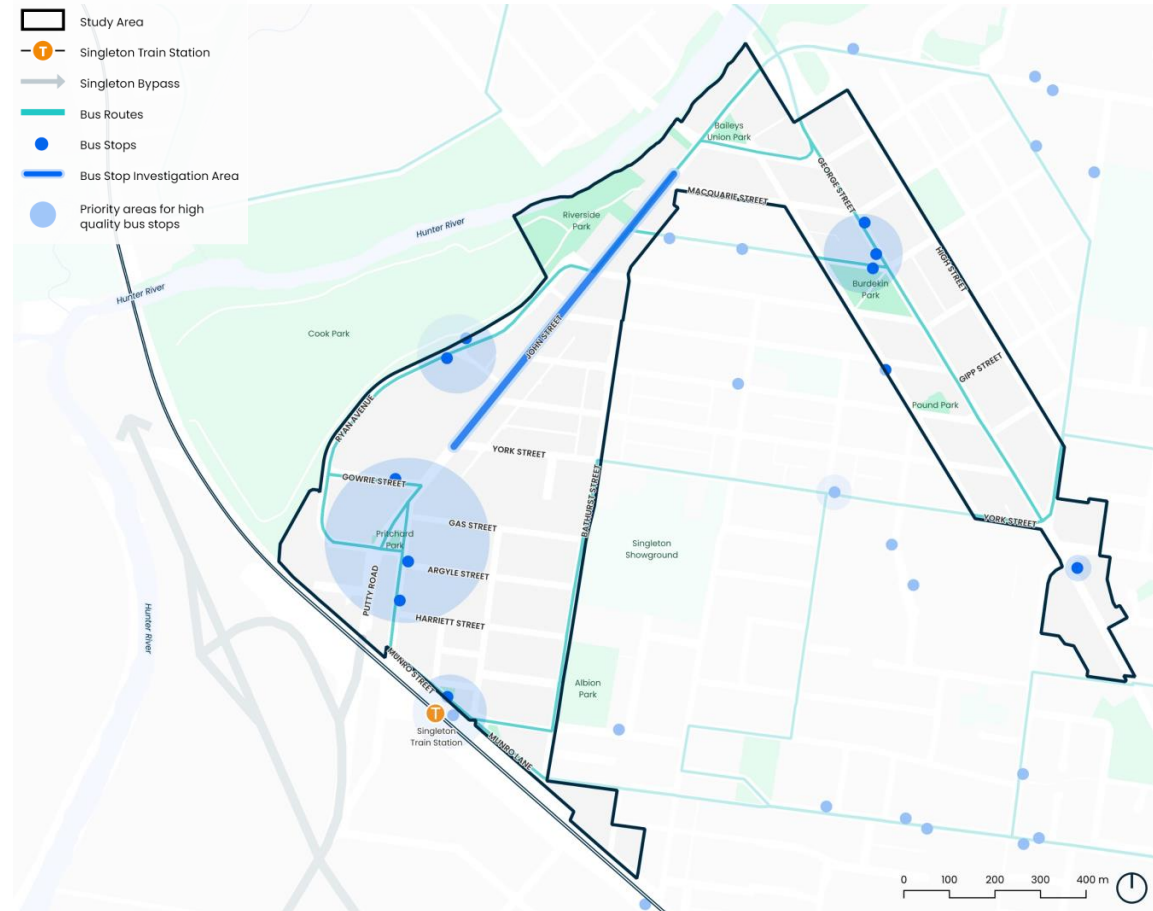 Study Area
T
Singleton Train Station
Singleton Bypass
Bus Routes
Bus Stops
Bus Stop Investigation Area
Priority areas for high
quality bus stops
Baileys
Union Park
GEORGE STREET
MACQUARIE STREET
Riverside
Park
Hunter River
HIGH STREET
Burdekin
Park
Hunter River
Cook Park
JOHN STREET
GIPP STREET
Pound Park
RYAN AVENUE
YORK STREET
GOWRIE STREET
BATHURST STREET
YORK STREET
GAS STREET
Pritchard
Park
Singleton
Showground
ARGYLE STREET
PUTTY ROAD
HARRIETT STREET
Hunter River
MUNRO STREET
Albion
Park
T
Singleton
Train Station
MUNRO LANE
0 100 200 300 400 m